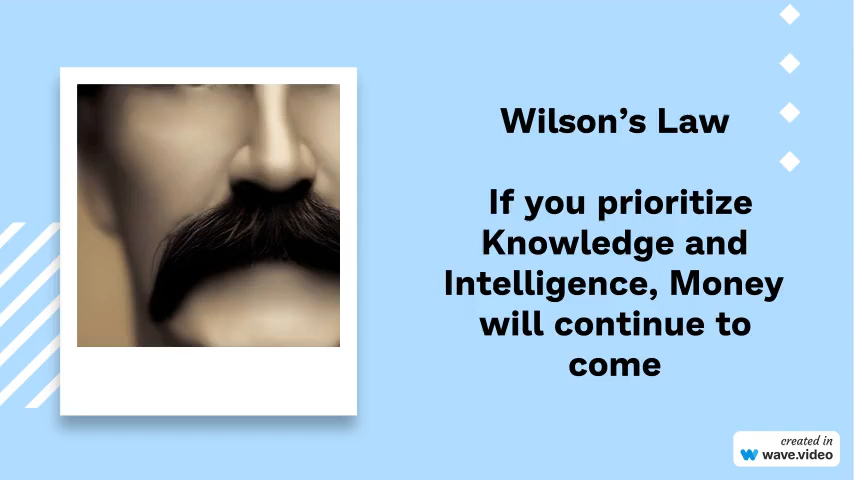 Wilson’s Law
If you prioritize
Knowledge and
Intelligence, Money
will continue to
come
created in
wave.video